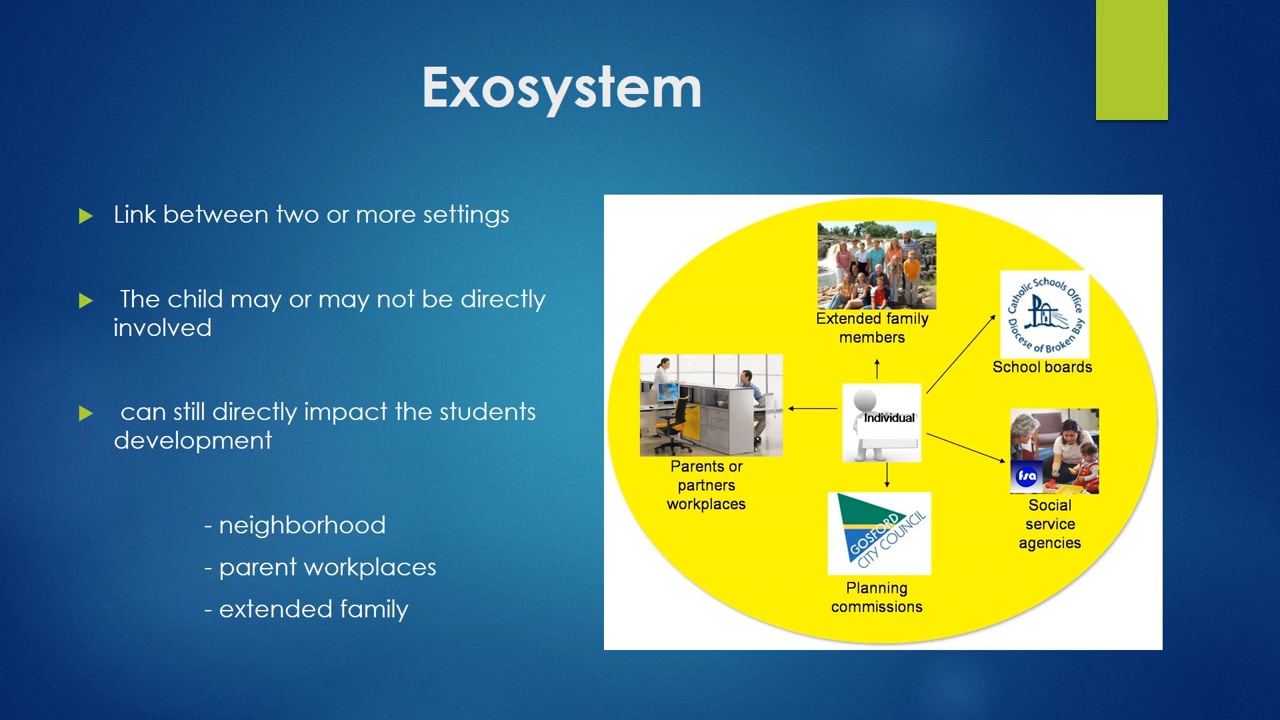 Exosystem
Link between two or more settings
The child may or may not be directly
involved
can still directly impact the students
development
- neighborhood
- parent workplaces
- extended family
Extended family
members
Catholic Schools Office
Diocese of Broken Bay
School boards
Individual
Parents or
partners
workplaces
fsa
Social
service
agencies
GOSFORD
CITY COUNCIL
Planning
commissions